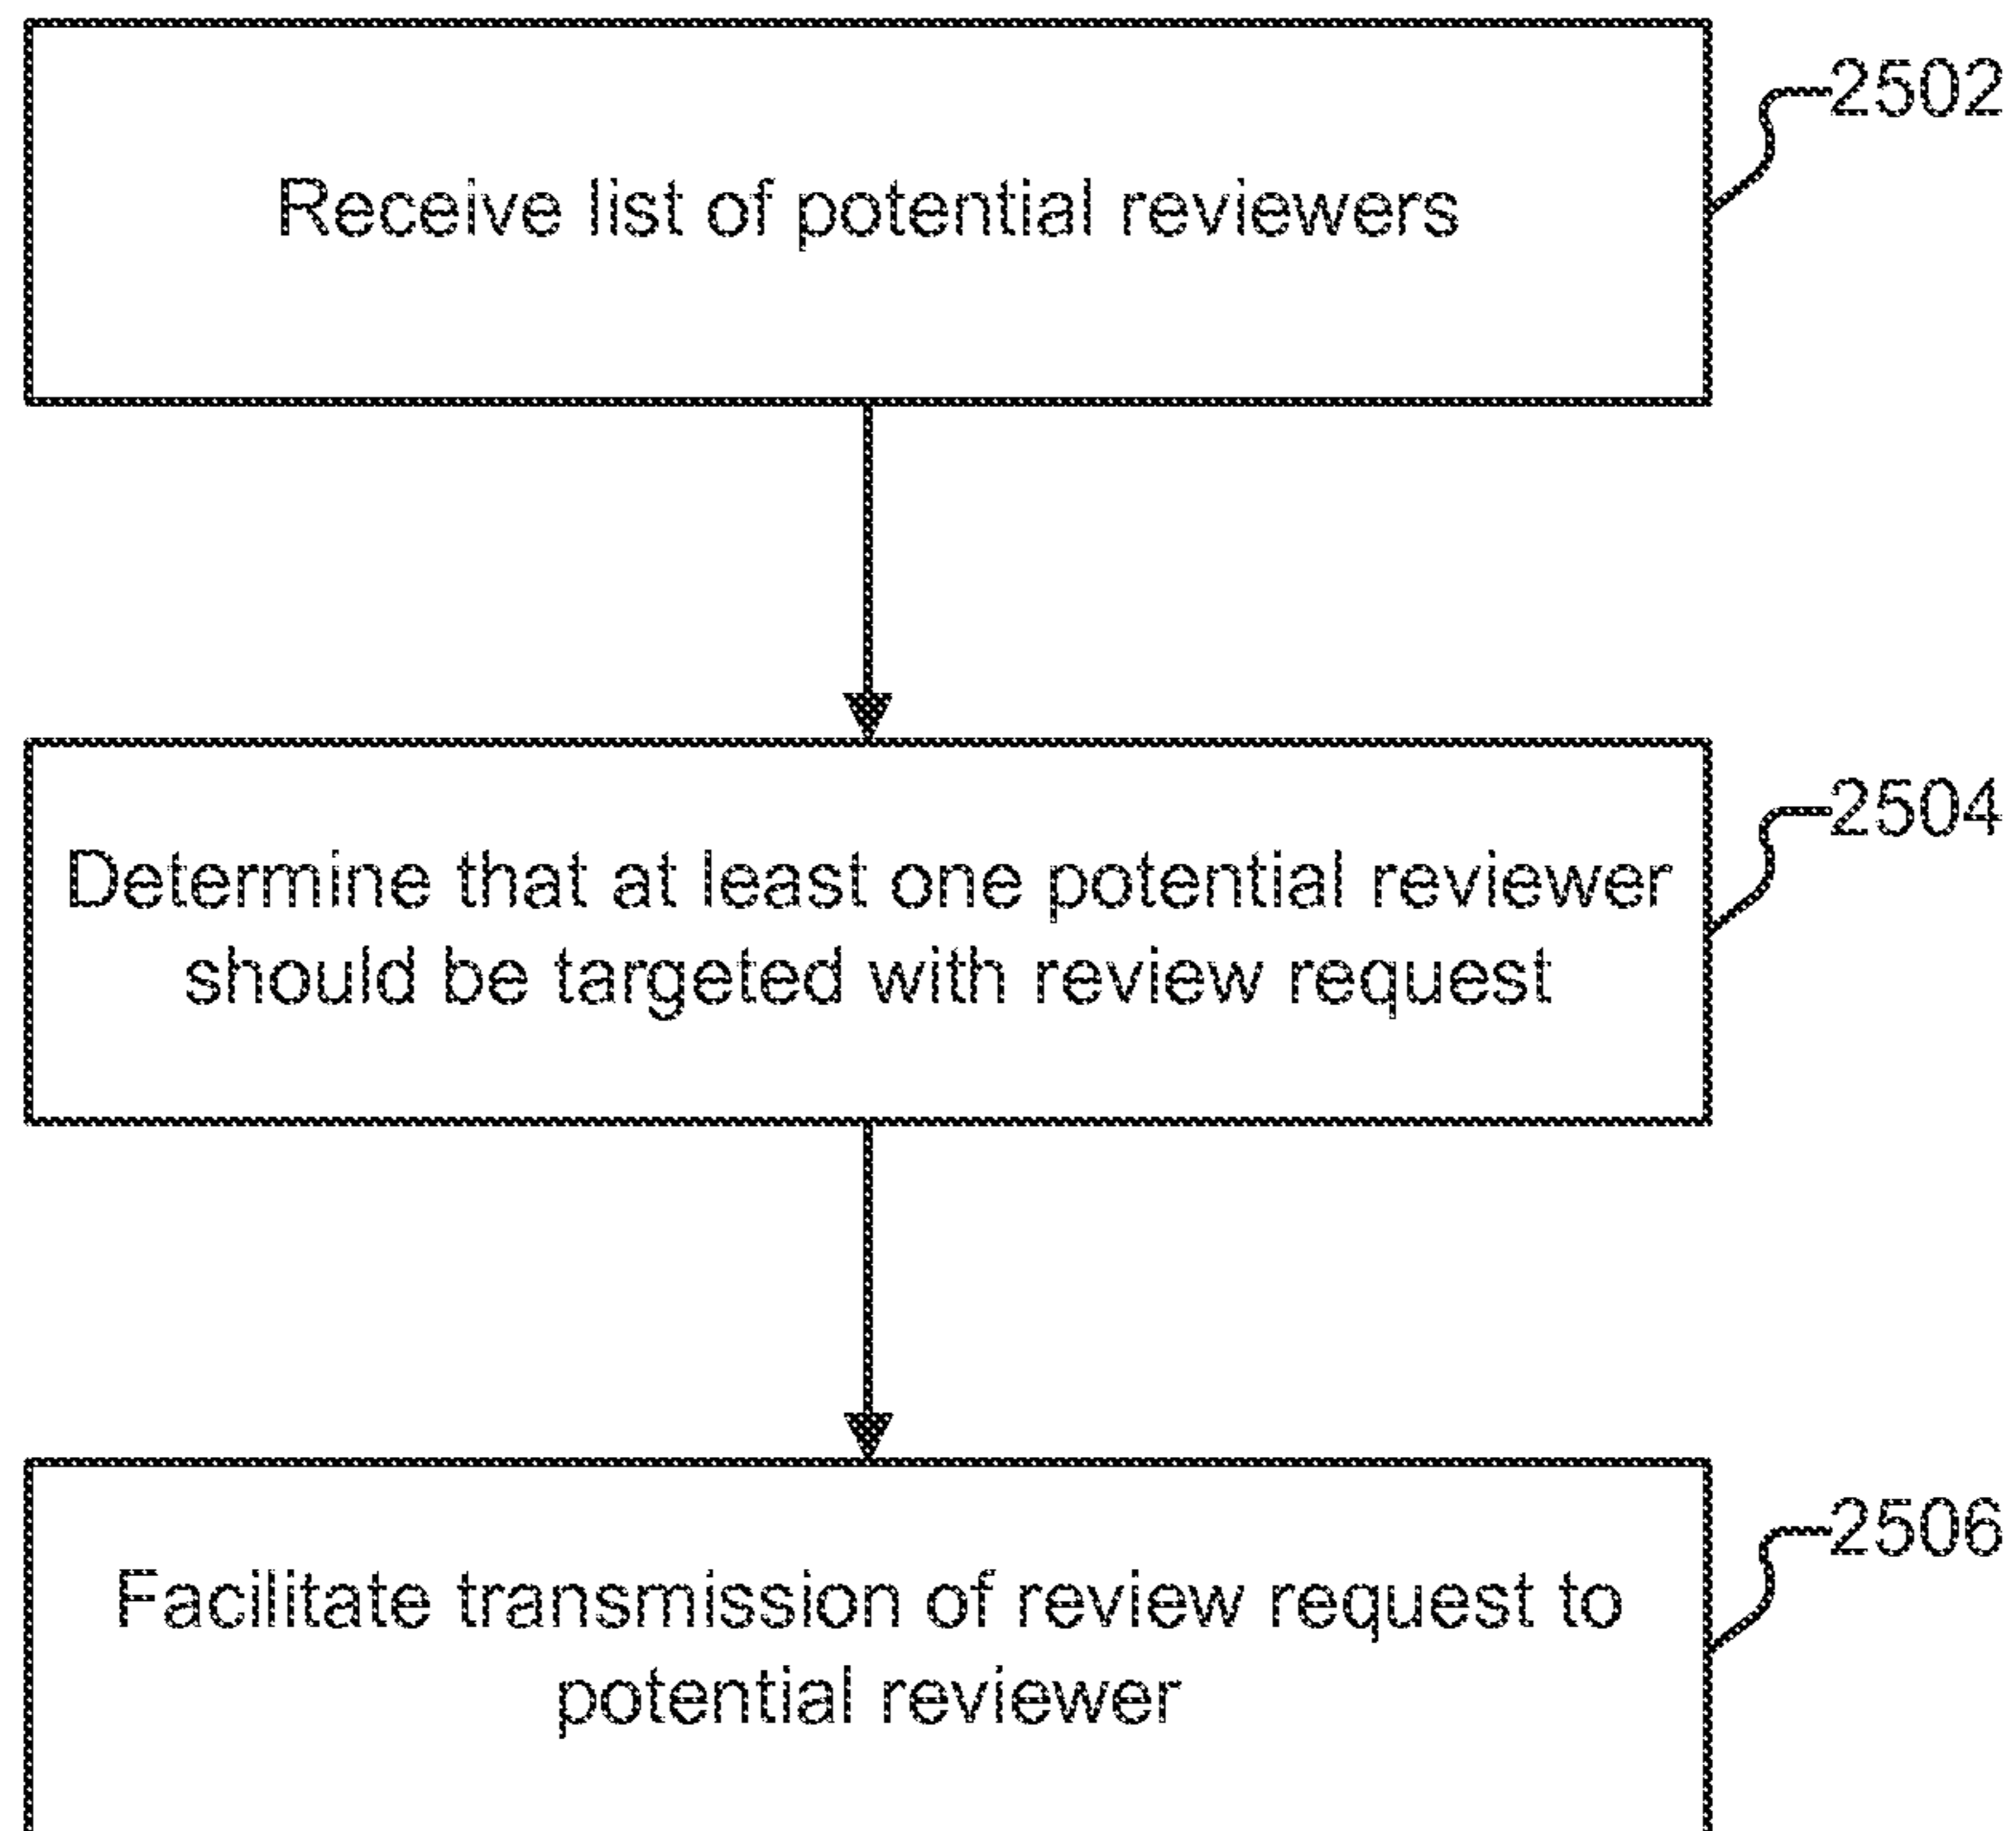 2502
Receive list of potential reviewers
2504
Determine that at least one potential reviewer
should be targeted with review request
2506
Facilitate transmission of review request to
potential reviewer